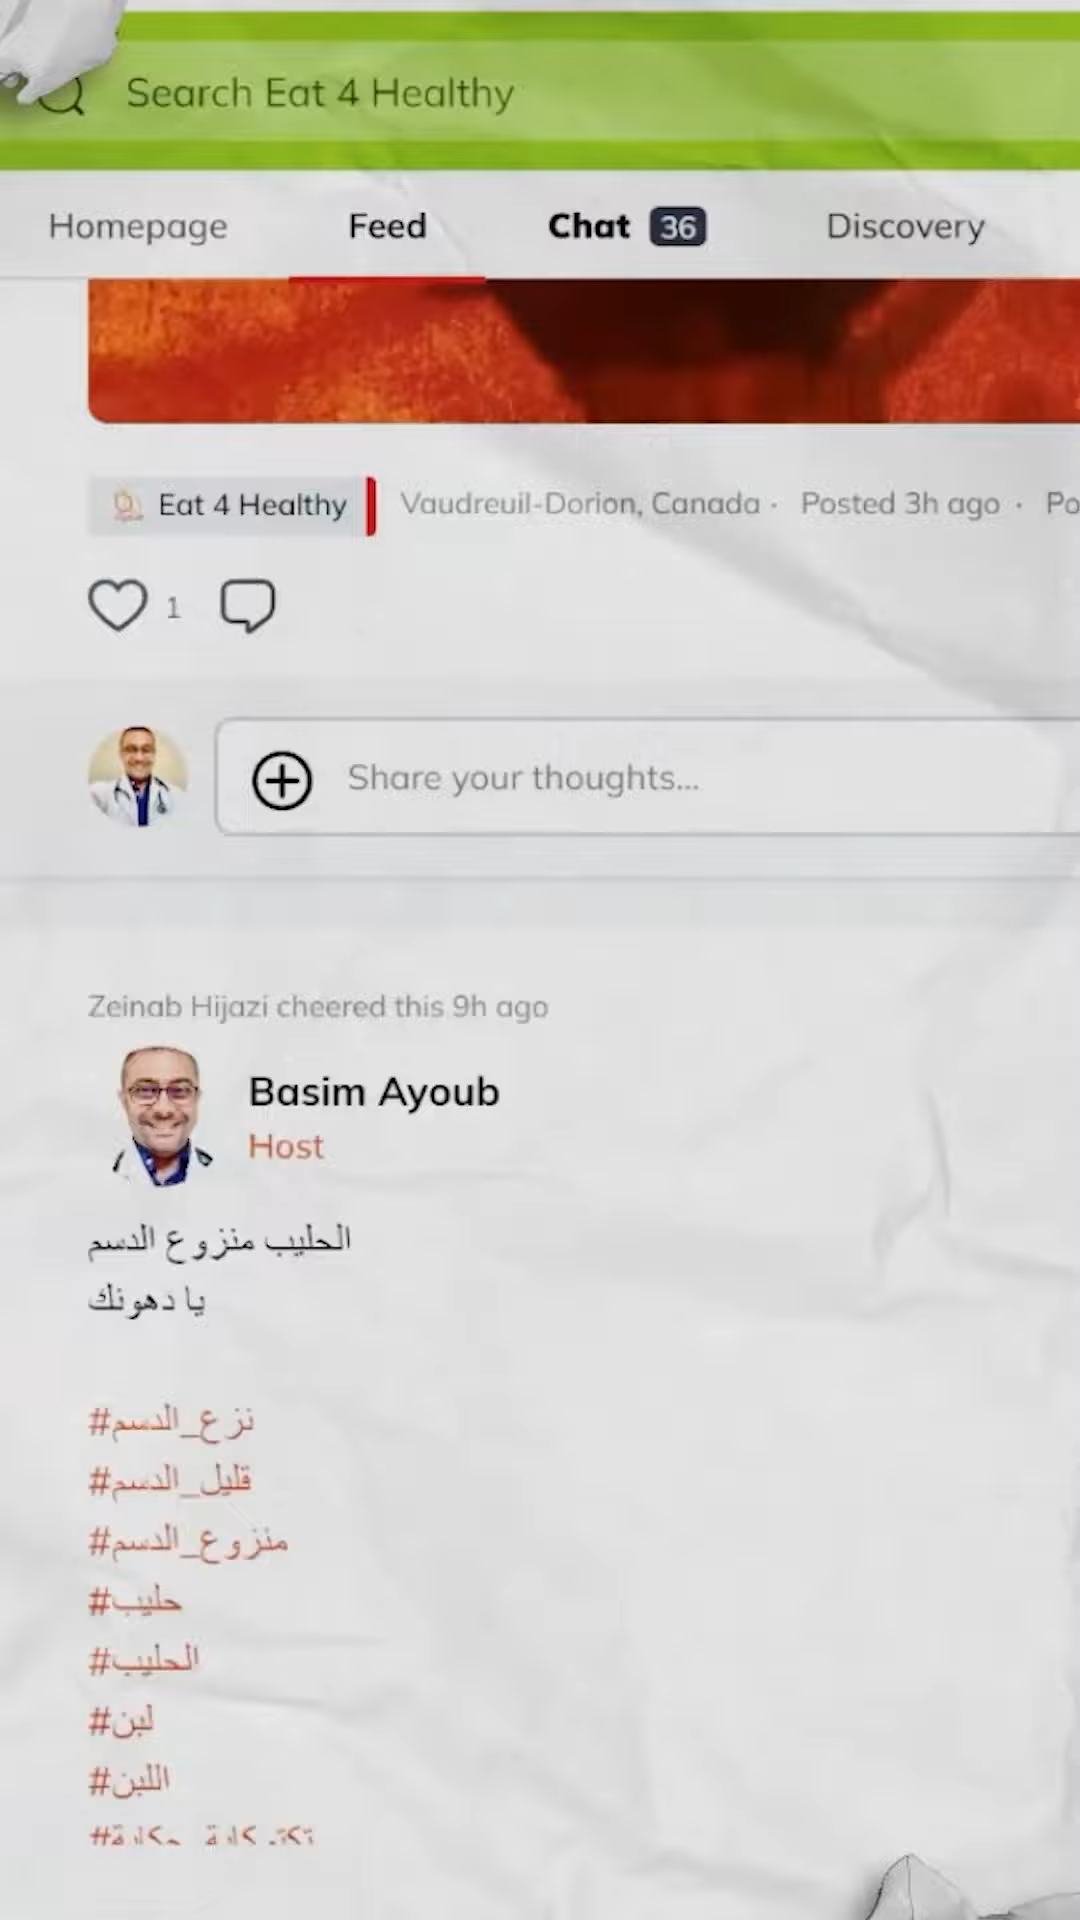 Search Eat 4 Healthy
Homepage Feed Chat 36 Discovery
Eat 4 Healthy Vaudreuil-Dorion, Canada · Posted 3h ago ·
1
Share your thoughts...
Zeinab Hijazi cheered this 9h ago
Basim Ayoub
Host
الحليب منزوع الدسم
يا دهونك
#نزع_الدسم
#قليل_الدسم
#منزوع_الدسم
#حليب
#الحليب
#لبن
#اللبن